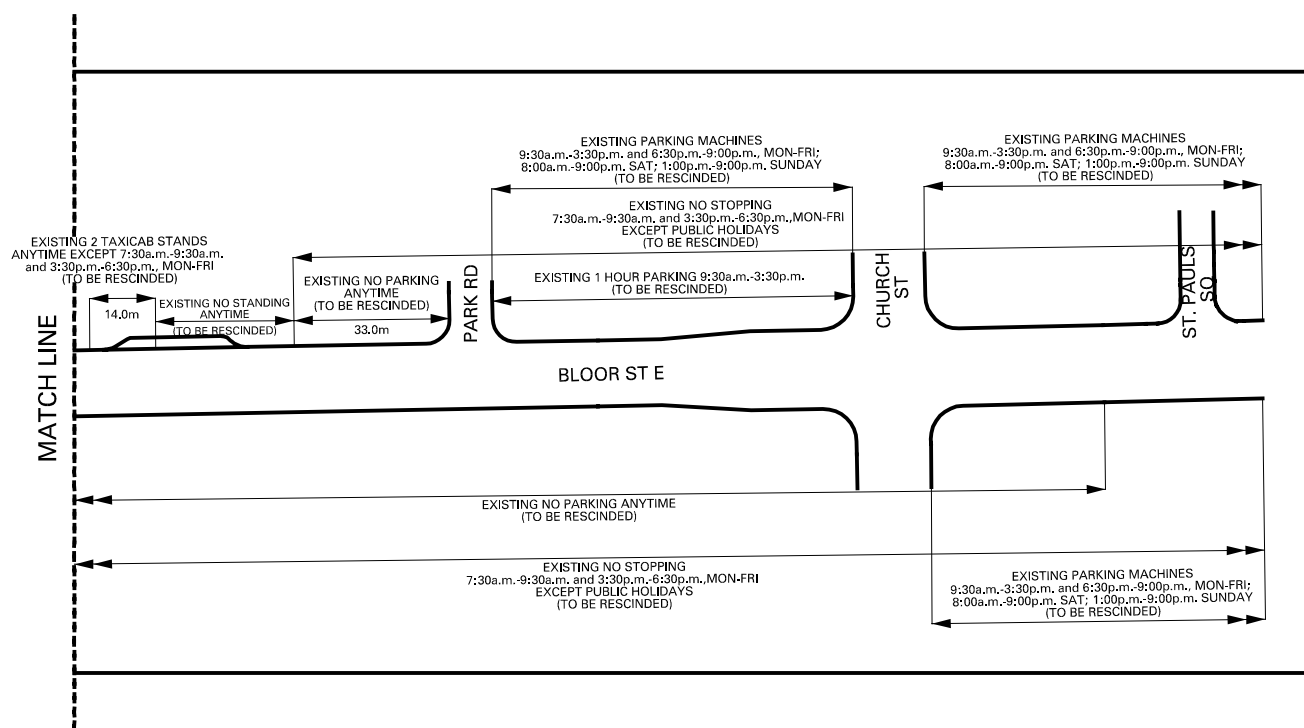 EXISTING PARKING MACHINES
9:30a.m.-3:30p.m. and 6:30p.m.-9:00p.m., MON-FRI;
8:00a.m.-9:00p.m. SAT; 1:00p.m.-9:00p.m. SUNDAY
(TO BE RESCINDED)
EXISTING PARKING MACHINES
9:30a.m.-3:30p.m. and 6:30p.m.-9:00p.m., MON-FRI;
8:00a.m.-9:00p.m. SAT; 1:00p.m.-9:00p.m. SUNDAY
(TO BE RESCINDED)
EXISTING NO STOPPING
7:30a.m.-9:30a.m. and 3:30p.m.-6:30p.m.,MON-FRI
EXCEPT PUBLIC HOLIDAYS
(TO BE RESCINDED)
EXISTING 2 TAXICAB STANDS
ANYTIME EXCEPT 7:30a.m.-9:30a.m.
and 3:30p.m.-6:30p.m., MON-FRI
(TO BE RESCINDED)
14.0m
EXISTING NO STANDING
ANYTIME
(TO BE RESCINDED)
EXISTING NO PARKING
ANYTIME
(TO BE RESCINDED)
33.0m
PARK RD
EXISTING 1 HOUR PARKING 9:30a.m.-3:30p.m.
(TO BE RESCINDED)
CHURCH
ST
ST. PAULS
SQ
MATCH LINE
BLOOR ST E
EXISTING NO PARKING ANYTIME
(TO BE RESCINDED)
EXISTING NO STOPPING
7:30a.m.-9:30a.m. and 3:30p.m.-6:30p.m.,MON-FRI
EXCEPT PUBLIC HOLIDAYS
(TO BE RESCINDED)
EXISTING PARKING MACHINES
9:30a.m.-3:30p.m. and 6:30p.m.-9:00p.m., MON-FRI;
8:00a.m.-9:00p.m. SAT; 1:00p.m.-9:00p.m. SUNDAY
(TO BE RESCINDED)